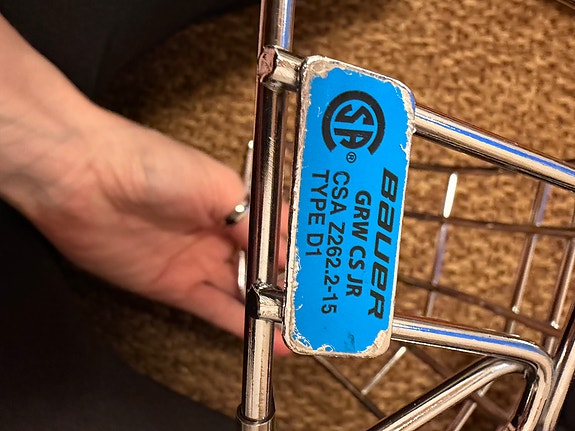 CSA®
BAUER
GRW CS JR
CSA Z262.2-15
TYPE D1